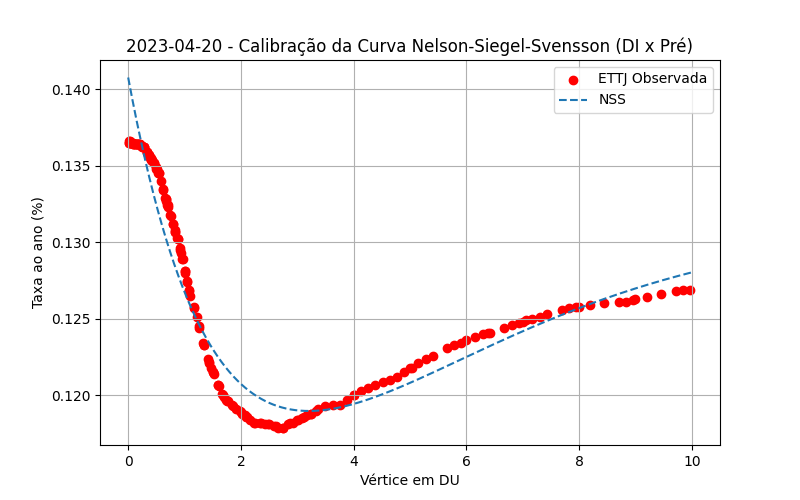 2023-04-20 - Calibração da Curva Nelson-Siegel-Svensson (DI x Pré)
ETTJ Observada
NSS
0.140
0.135
0.130
0.125
0.120
Taxa ao ano (%)
0
2
4
6
8
10
Vértice em DU